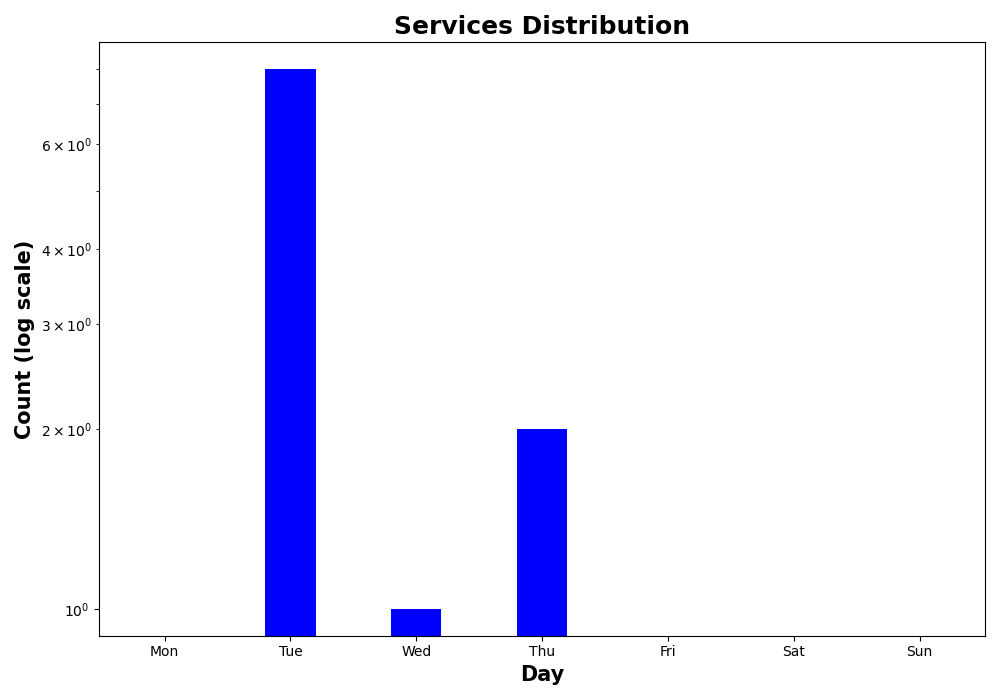 Services Distribution
Count (log scale)
6 × 10⁰
4 × 10⁰
3 × 10⁰
2 × 10⁰
10⁰
Mon Tue Wed Thu Fri Sat Sun
Day